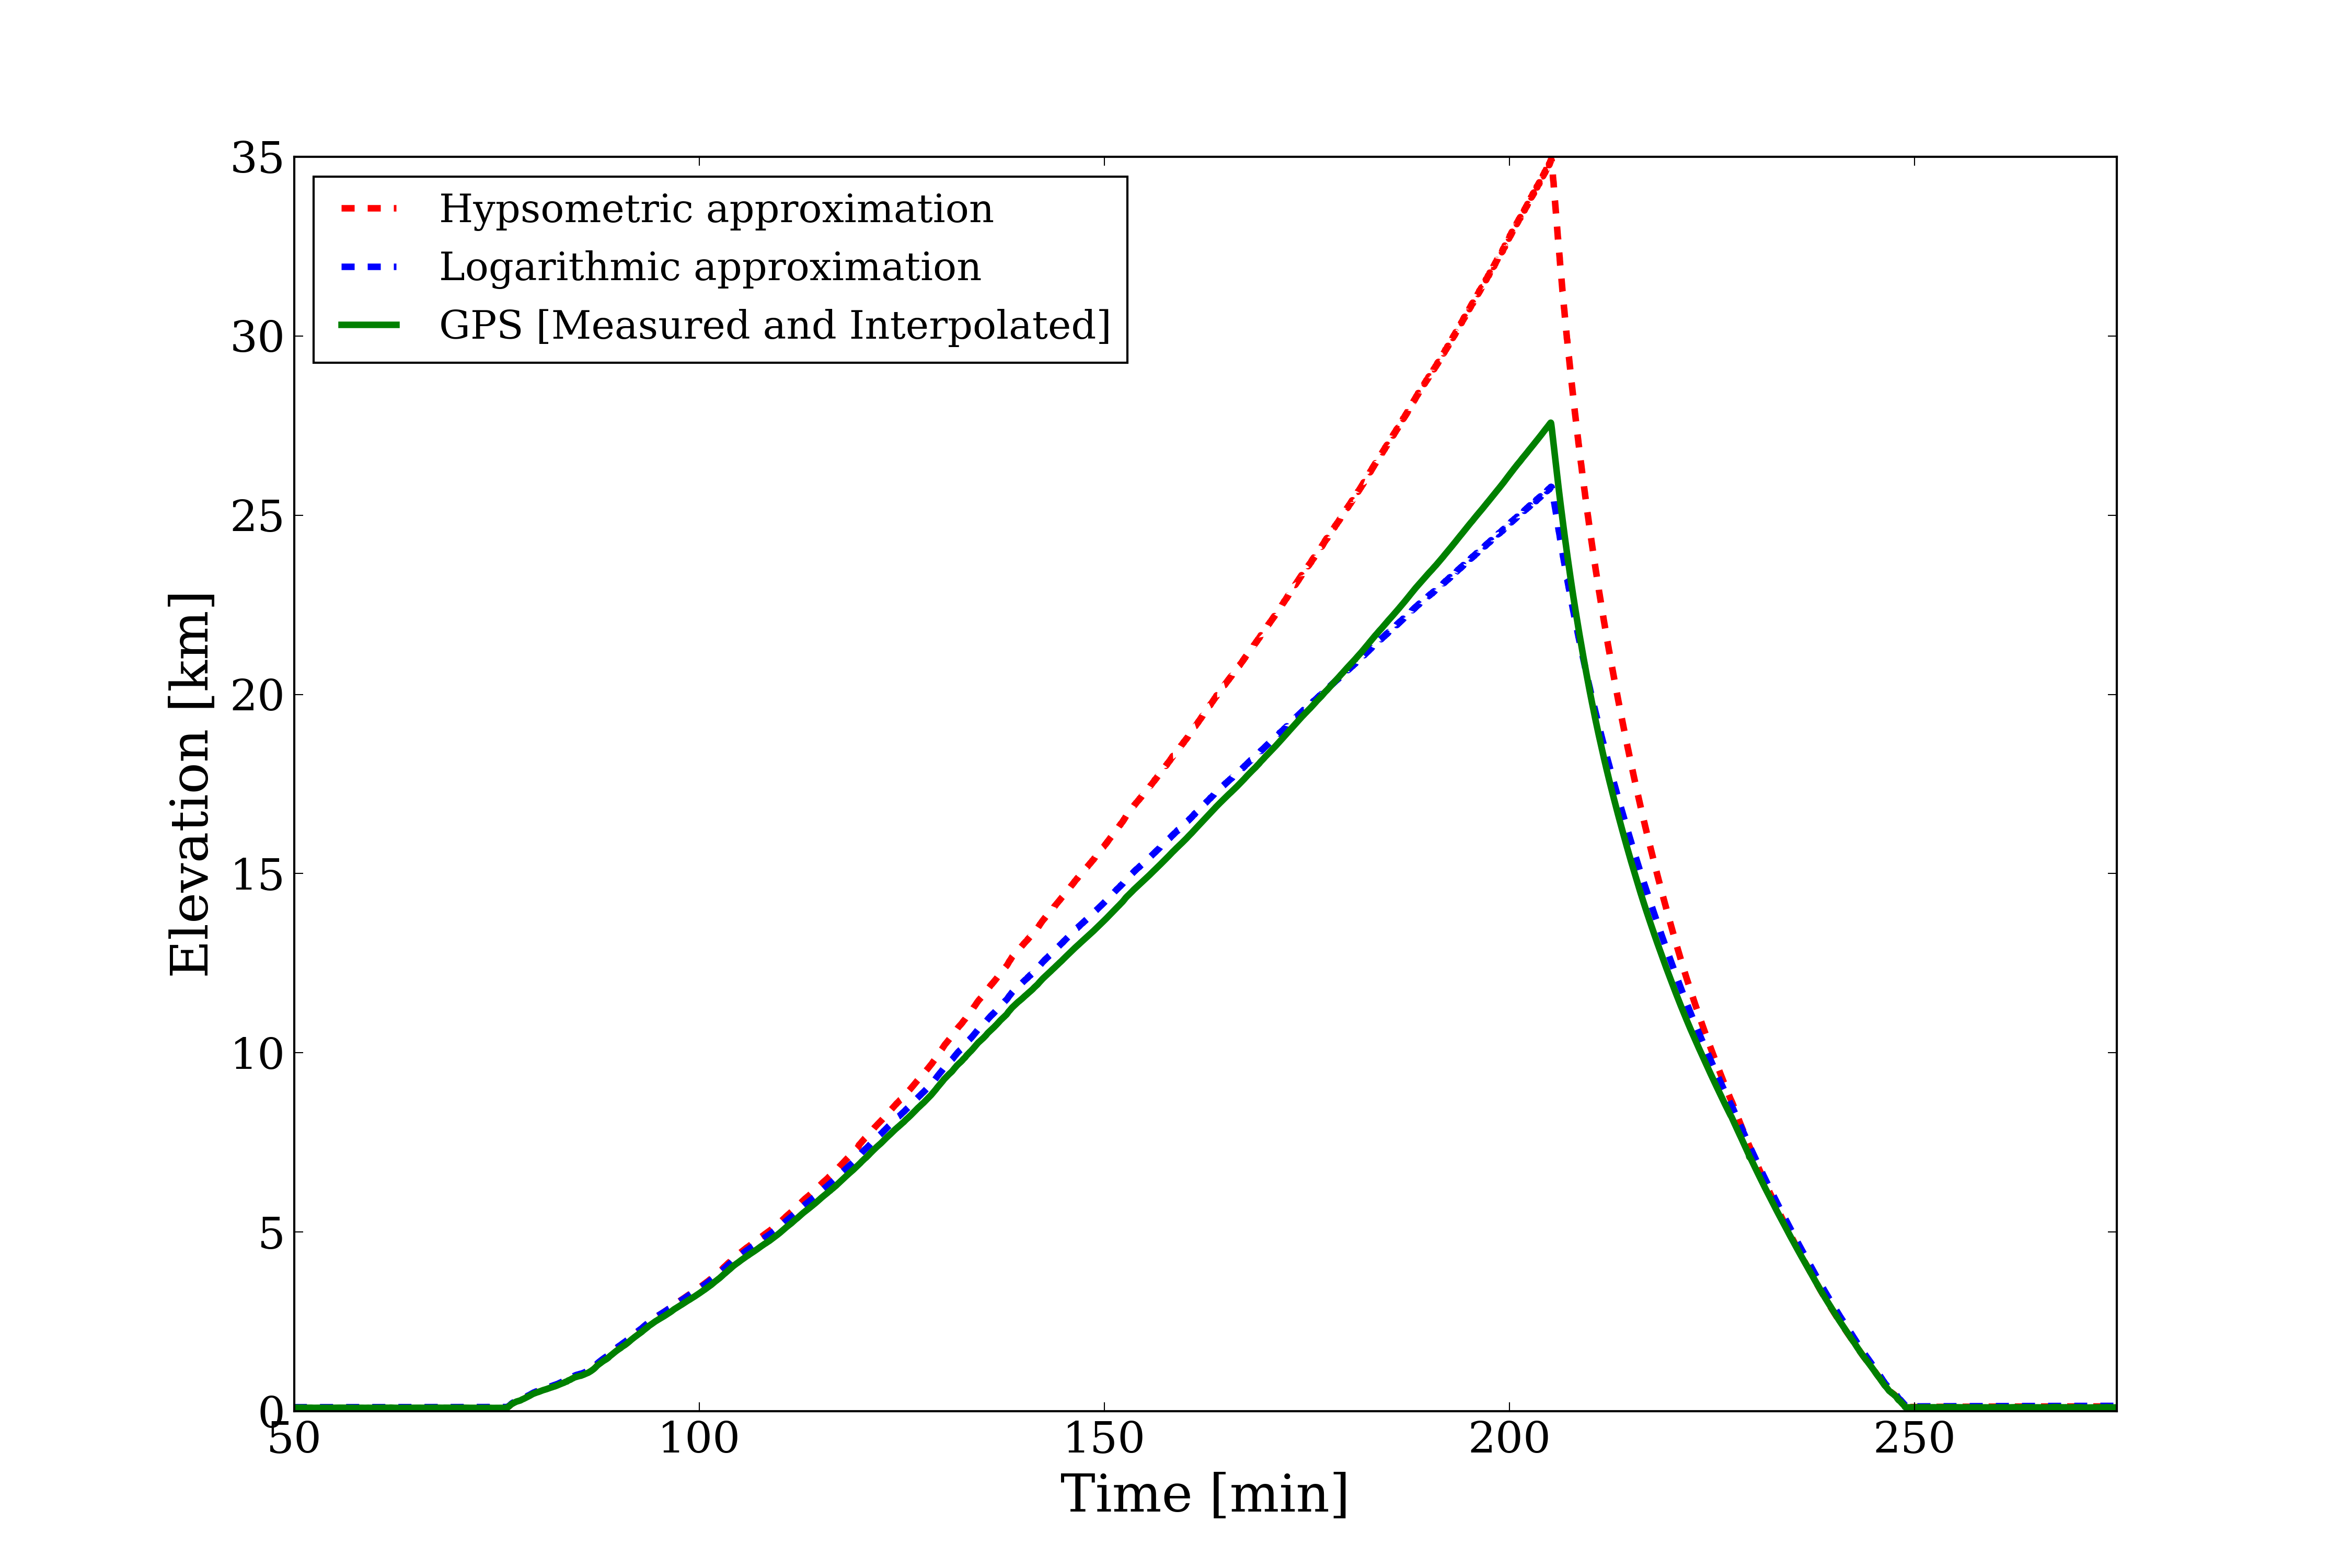 35
30
25
20
15
10
5
0
Elevation [km]
Hypsometric approximation
Logarithmic approximation
GPS [Measured and Interpolated]
50 100 150 200 250
Time [min]